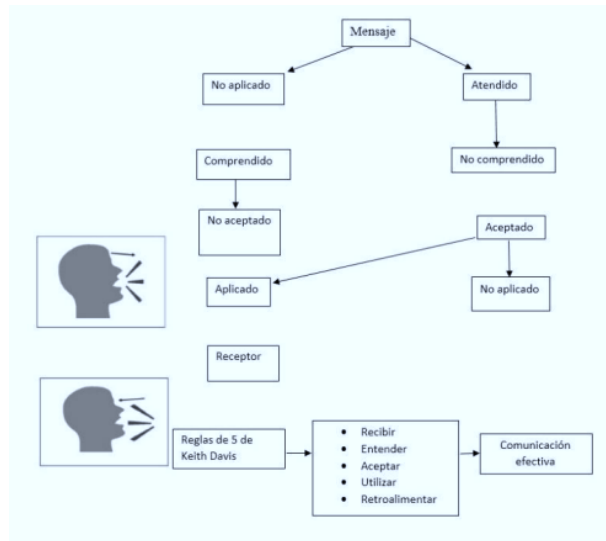 Mensaje
No aplicado
Atendido
Comprendido
No comprendido
No aceptado
Aceptado
Aplicado
No aplicado
Receptor
Reglas de 5 de
Keith Davis
• Recibir
• Entender
• Aceptar
• Utilizar
• Retroalimentar
Comunicación
efectiva